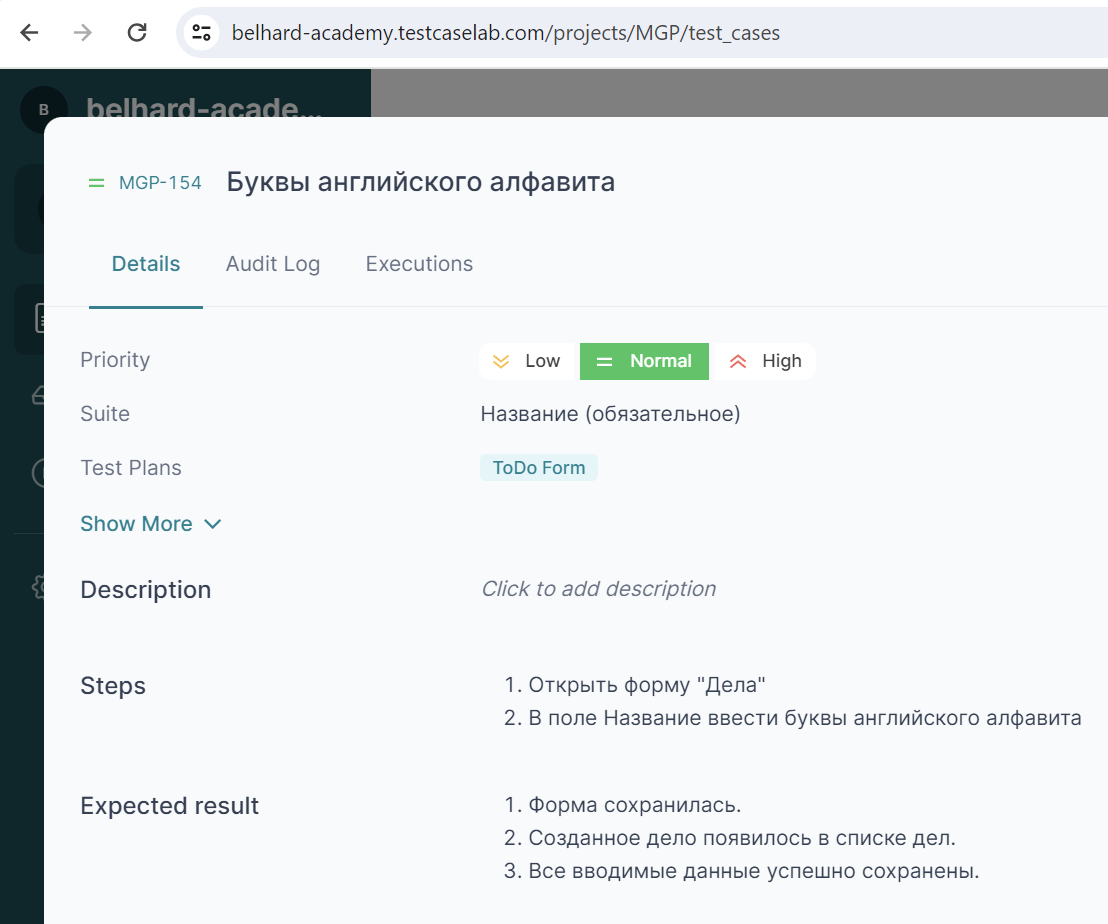 belhard-academy.testcaselab.com/projects/MGP/test_cases
B belhard-acade...
MGP-154 Буквы английского алфавита
Details Audit Log Executions
Priority Low Normal High
Suite Название (обязательное)
Test Plans ToDo Form
Show More
Description Click to add description
Steps 1. Открыть форму "Дела"
2. В поле Название ввести буквы английского алфавита
Expected result 1. Форма сохранилась.
2. Созданное дело появилось в списке дел.
3. Все вводимые данные успешно сохранены.